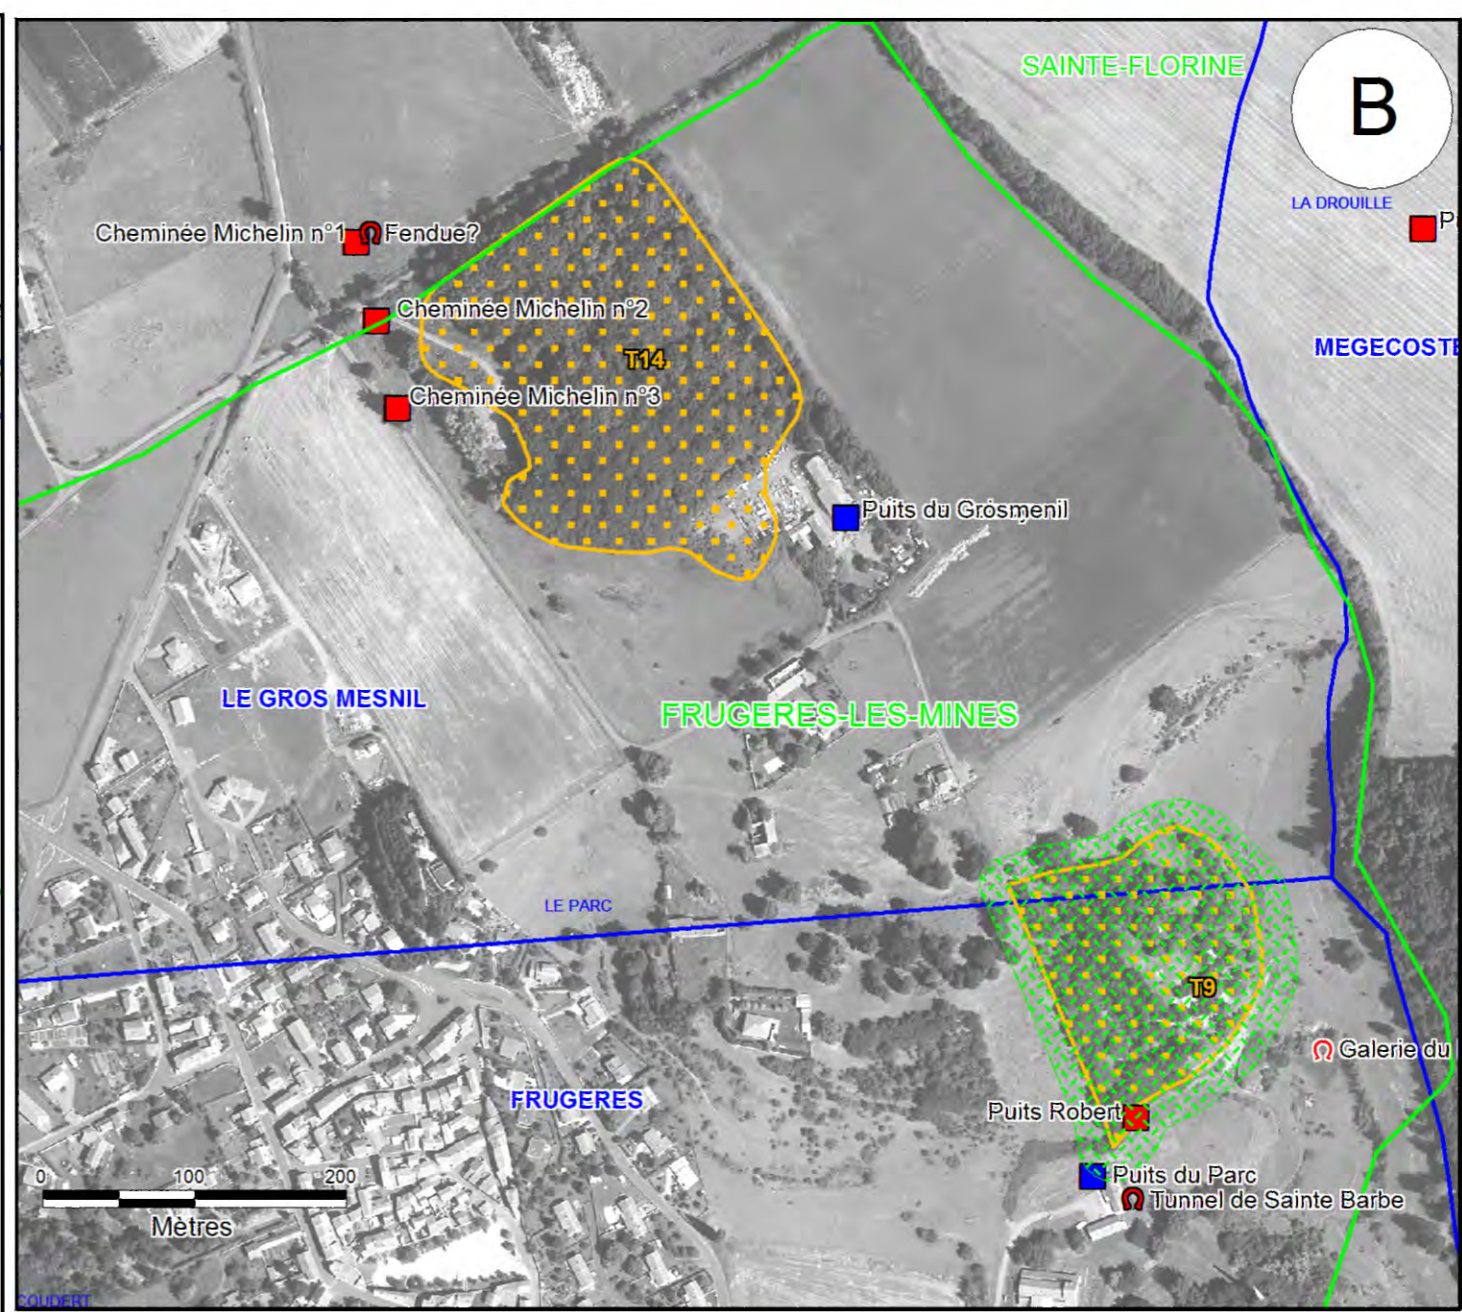 SAINTE-FLORINE
B
LA DROUILLE
P
Cheminée Michelin n°1
Fendue?
Cheminée Michelin n°2
MEGECOSTE
T14
Cheminée Michelin n°3
Puits du Grosmenil
LE GROS MESNIL
FRUGERES-LES-MINES
LE PARC
T9
Galerie du
FRUGERES
Puits Robert
0 100 200
Mètres
Puits du Parc
Tunnel de Sainte Barbe
COUDERT